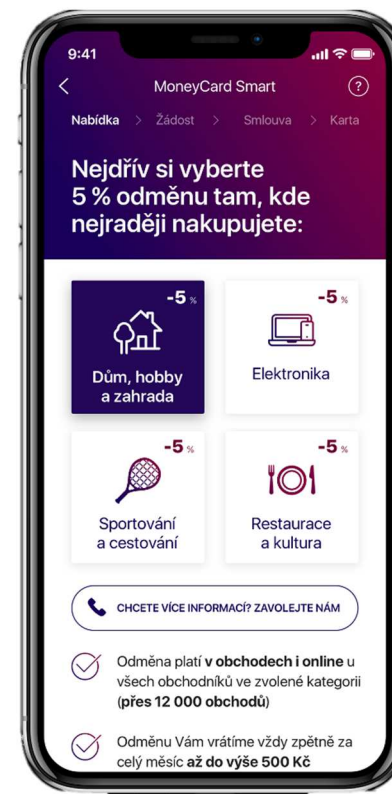 9:41
MoneyCard Smart
?
Nabídka > Žádost > Smlouva > Karta
Nejdřív si vyberte
5 % odměnu tam, kde
nejraději nakupujete:
-5 %
Dům, hobby
a zahrada
-5 %
Elektronika
-5 %
Sportování
a cestování
-5 %
Restaurace
a kultura
CHCETE VÍCE INFORMACÍ? ZAVOLEJTE NÁM
Odměna platí v obchodech i online u
všech obchodníků ve zvolené kategorii
(přes 12 000 obchodů)
Odměnu Vám vrátíme vždy zpětně za
celý měsíc až do výše 500 Kč